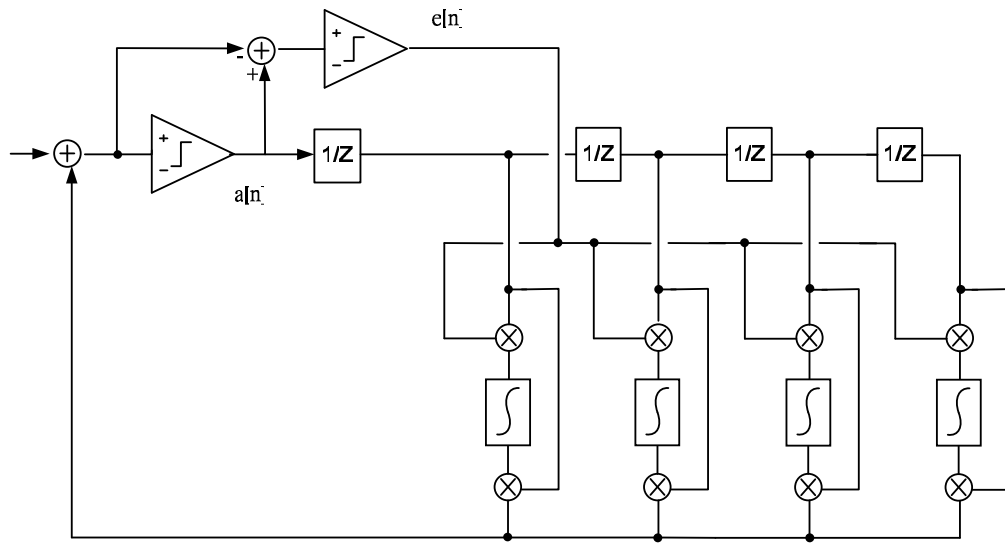 e[n]
-
+
+
-
+
+
-
+
1/Z
1/Z
1/Z
1/Z
a[n]